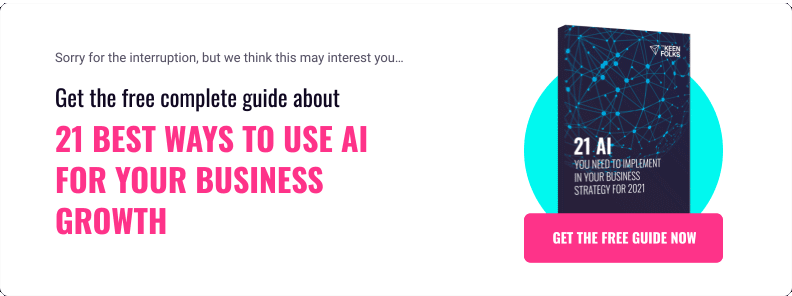 Sorry for the interruption, but we think this may interest you...
Get the free complete guide about
21 BEST WAYS TO USE AI
FOR YOUR BUSINESS
GROWTH
THE KEEN
FOLKS
21 AI
YOU NEED TO IMPLEMENT
IN YOUR BUSINESS
STRATEGY FOR 2021
GET THE FREE GUIDE NOW